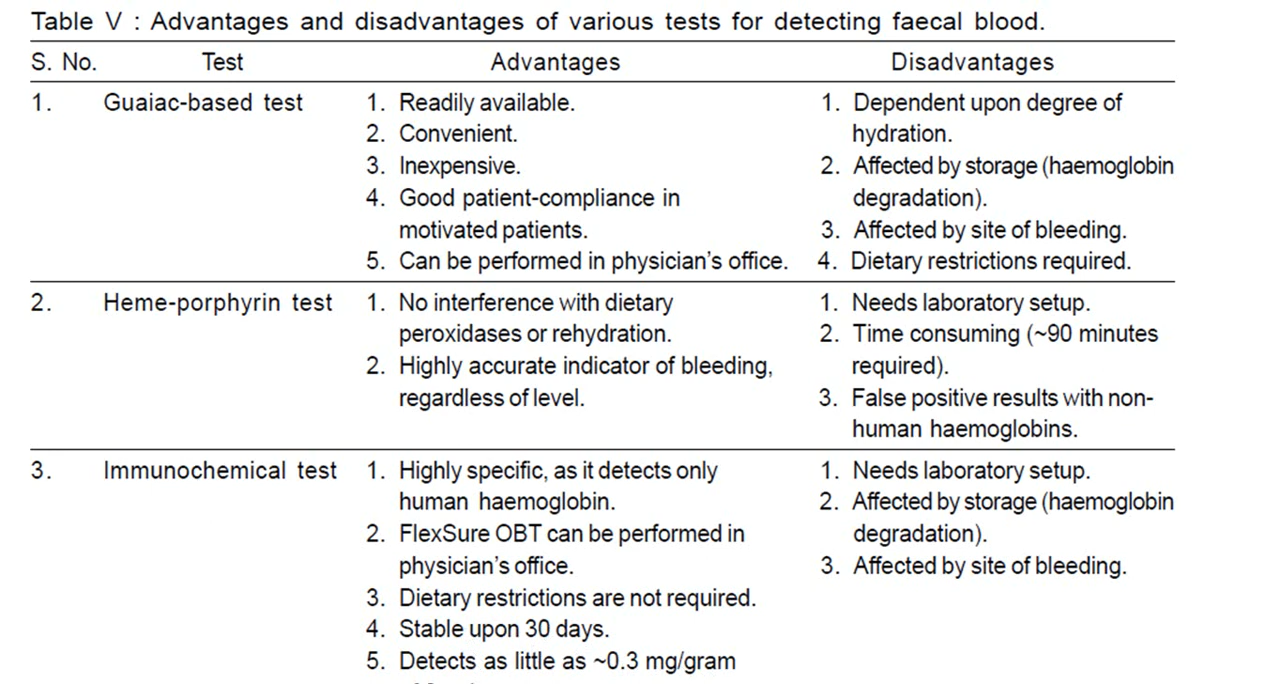 Table V : Advantages and disadvantages of various tests for detecting faecal blood.
S. No. Test Advantages Disadvantages
1. Guaiac-based test 1. Readily available. 1. Dependent upon degree of
2. Convenient. hydration.
3. Inexpensive. 2. Affected by storage (haemoglobin
4. Good patient-compliance in degradation).
motivated patients. 3. Affected by site of bleeding.
5. Can be performed in physician's office. 4. Dietary restrictions required.
2. Heme-porphyrin test 1. No interference with dietary 1. Needs laboratory setup.
peroxidases or rehydration. 2. Time consuming (~90 minutes
2. Highly accurate indicator of bleeding, required).
regardless of level. 3. False positive results with non-
human haemoglobins.
3. Immunochemical test 1. Highly specific, as it detects only 1. Needs laboratory setup.
human haemoglobin. 2. Affected by storage (haemoglobin
2. FlexSure OBT can be performed in degradation).
physician's office. 3. Affected by site of bleeding.
3. Dietary restrictions are not required.
4. Stable upon 30 days.
5. Detects as little as ~0.3 mg/gram